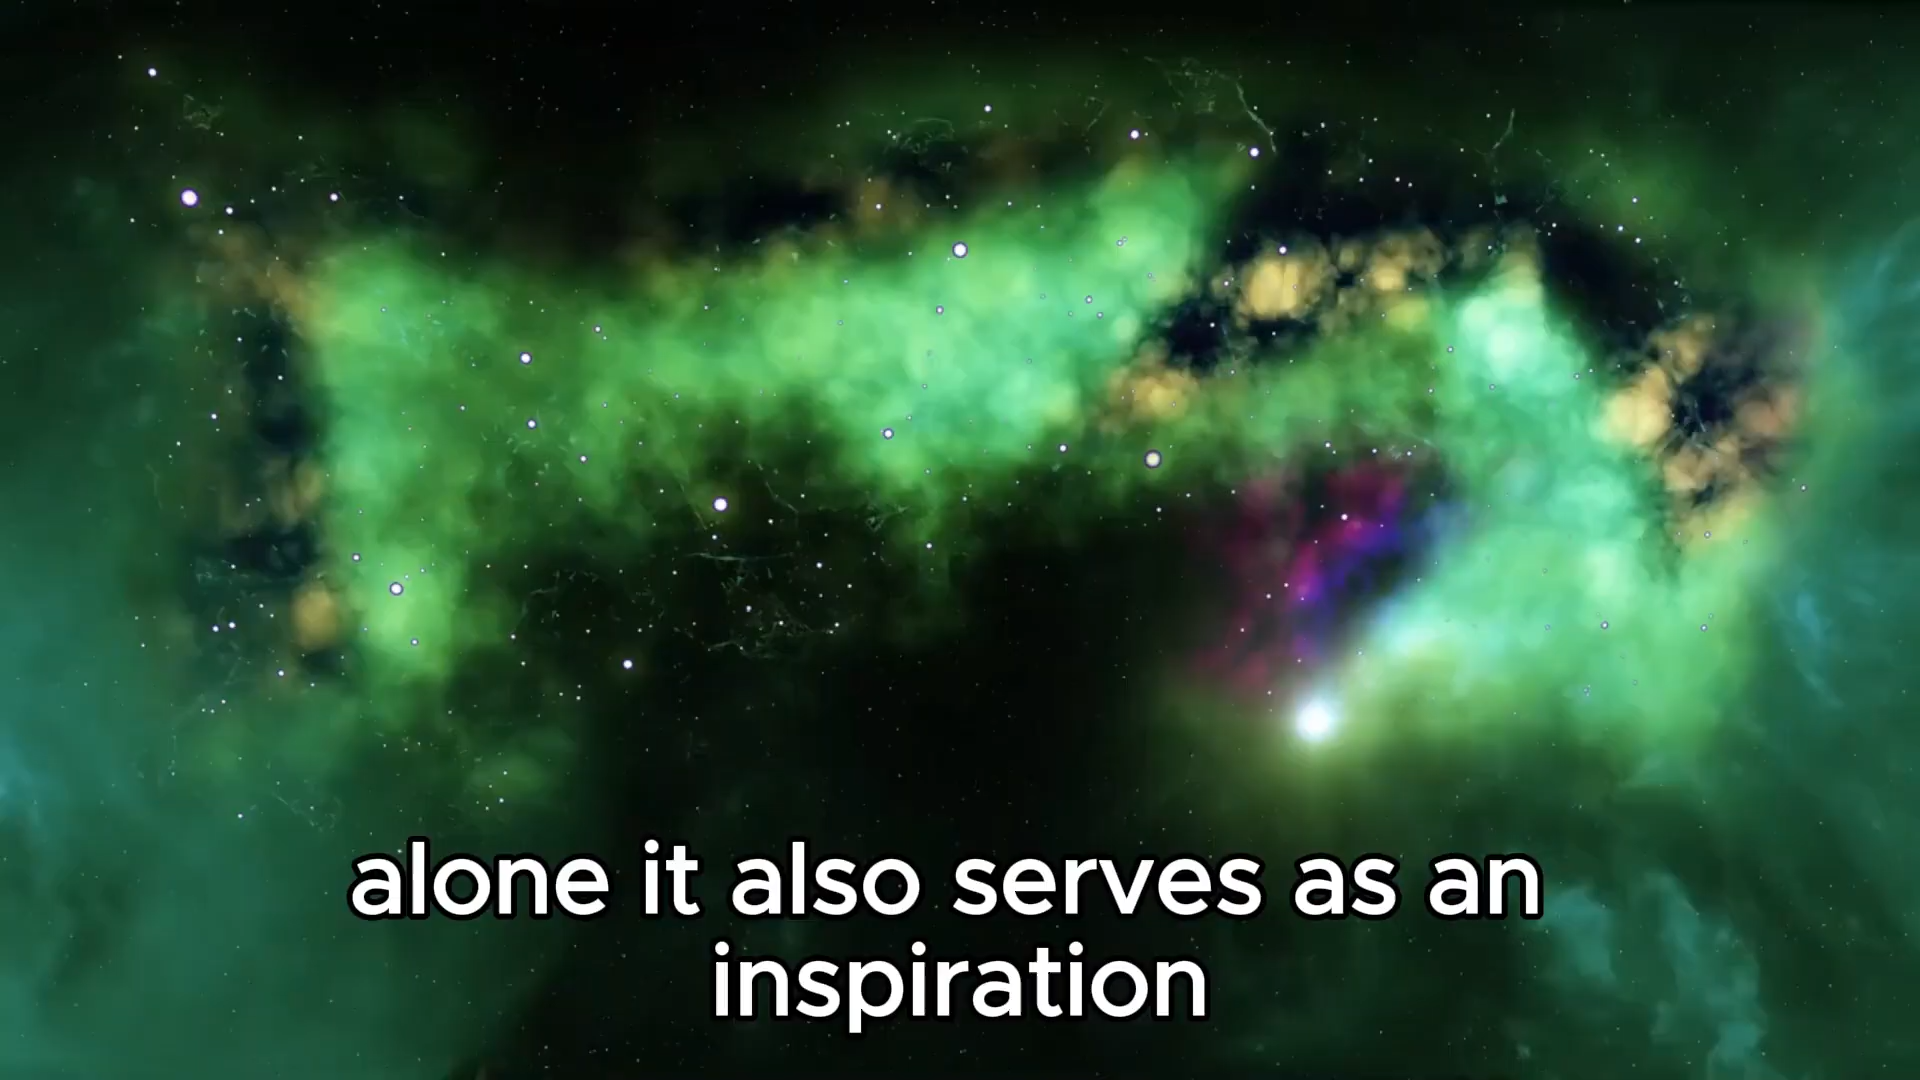 alone it also serves as an
inspiration